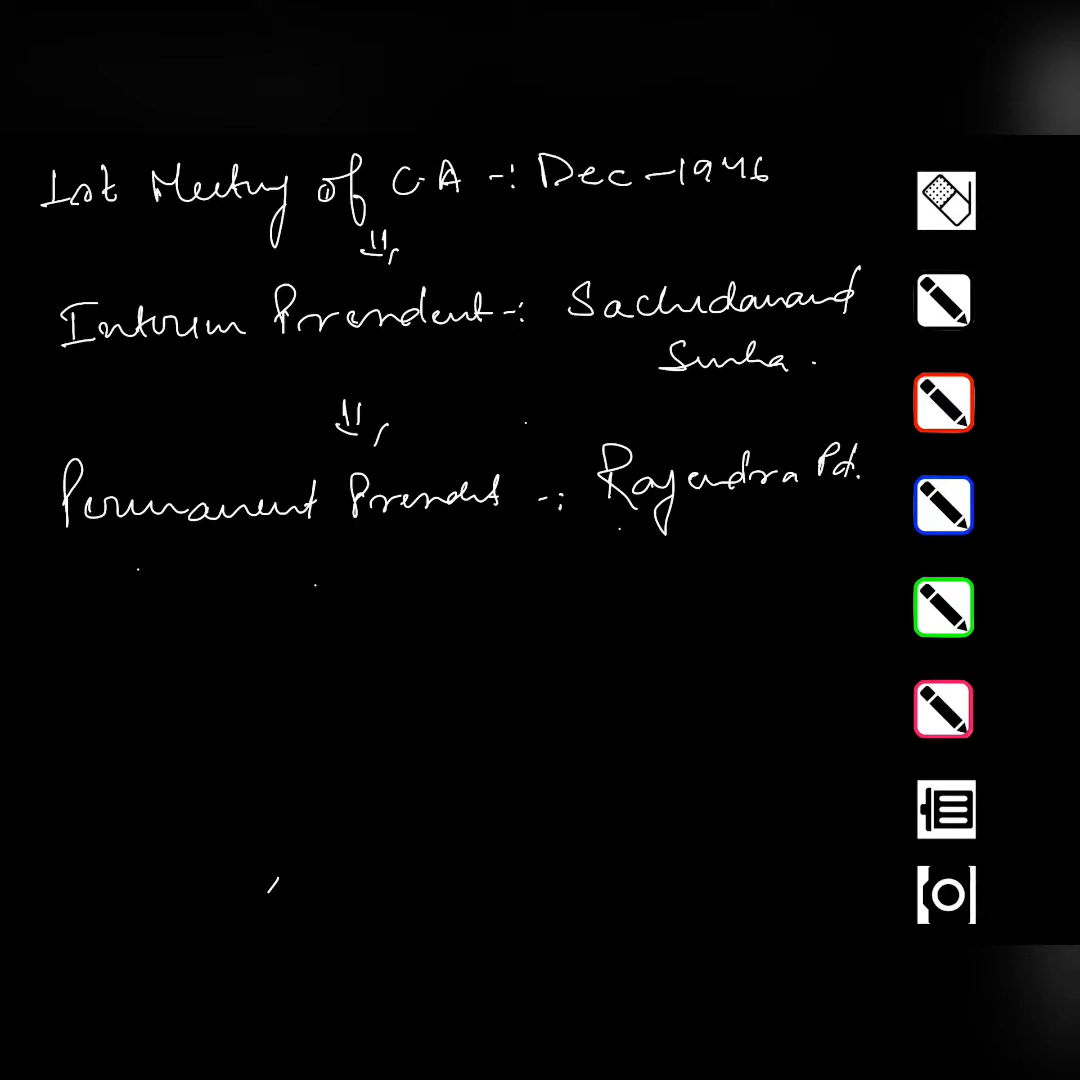 1st Meeting of C.A -: Dec-1946
Interim President -: Sachidanand
Sinha.
Permanent President -: Rajendra Pd.